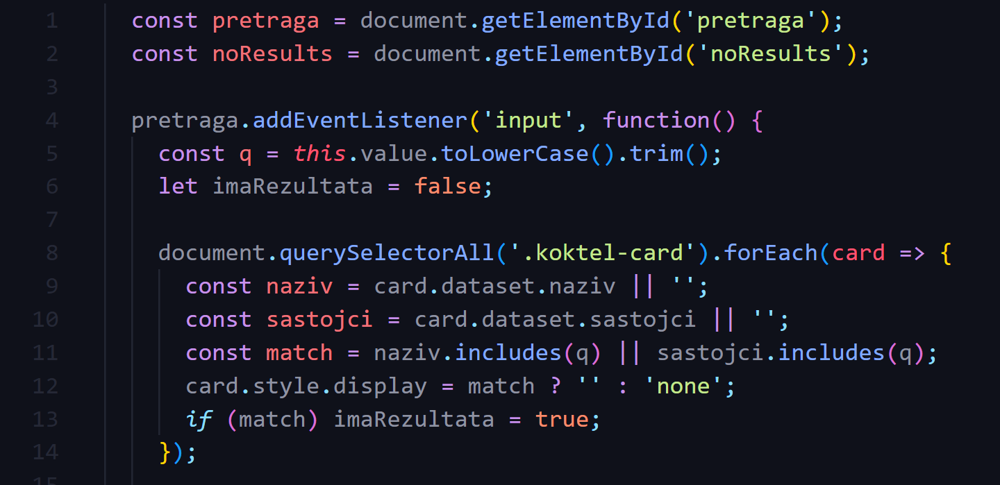 1 const pretraga = document.getElementById('pretraga');
2 const noResults = document.getElementById('noResults');
3
4 pretraga.addEventListener('input', function() {
5 const q = this.value.toLowerCase().trim();
6 let imaRezultata = false;
7
8 document.querySelectorAll('.koktel-card').forEach(card => {
9 const naziv = card.dataset.naziv || '';
10 const sastojci = card.dataset.sastojci || '';
11 const match = naziv.includes(q) || sastojci.includes(q);
12 card.style.display = match ? '' : 'none';
13 if (match) imaRezultata = true;
14 });
15